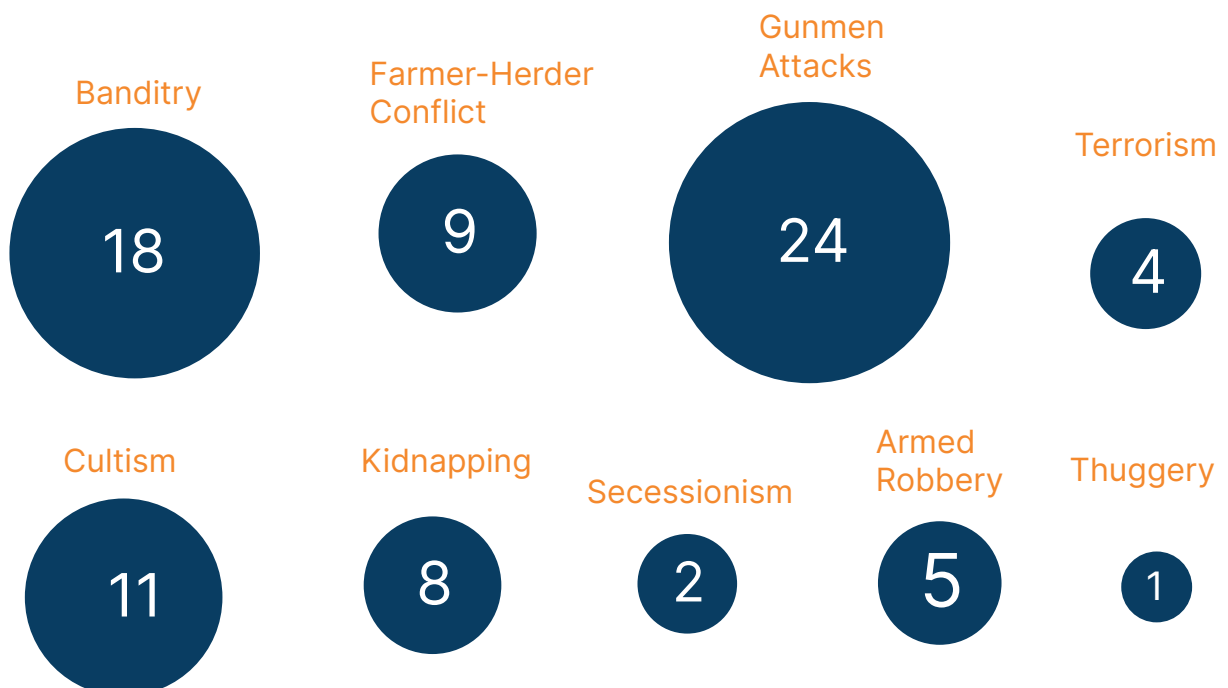 Banditry
18
Farmer-Herder
Conflict
9
Gunmen
Attacks
24
Terrorism
4
Cultism
11
Kidnapping
8
Secessionism
2
Armed
Robbery
5
Thuggery
1